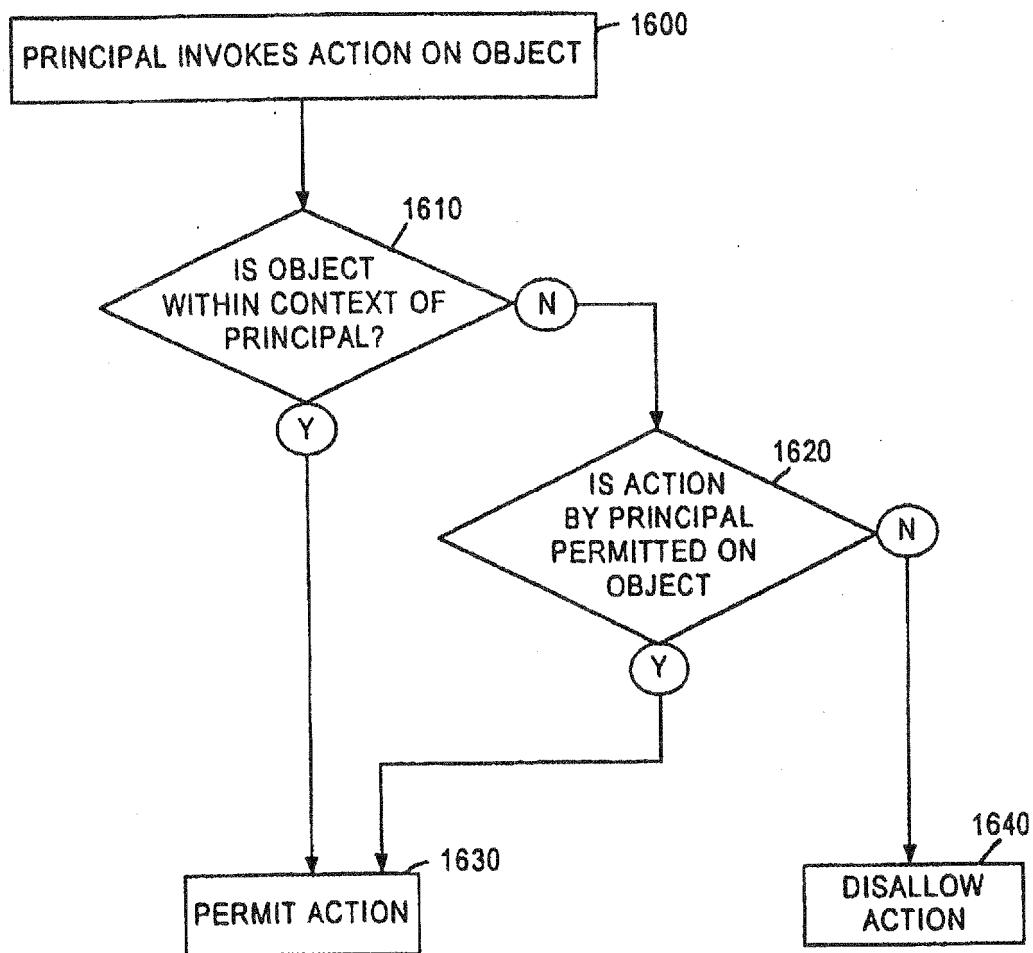 1600
PRINCIPAL INVOKES ACTION ON OBJECT
1610
IS OBJECT
WITHIN CONTEXT OF
PRINCIPAL?
N
Y
1620
IS ACTION
BY PRINCIPAL
PERMITTED ON
OBJECT
N
Y
1630
PERMIT ACTION
1640
DISALLOW
ACTION